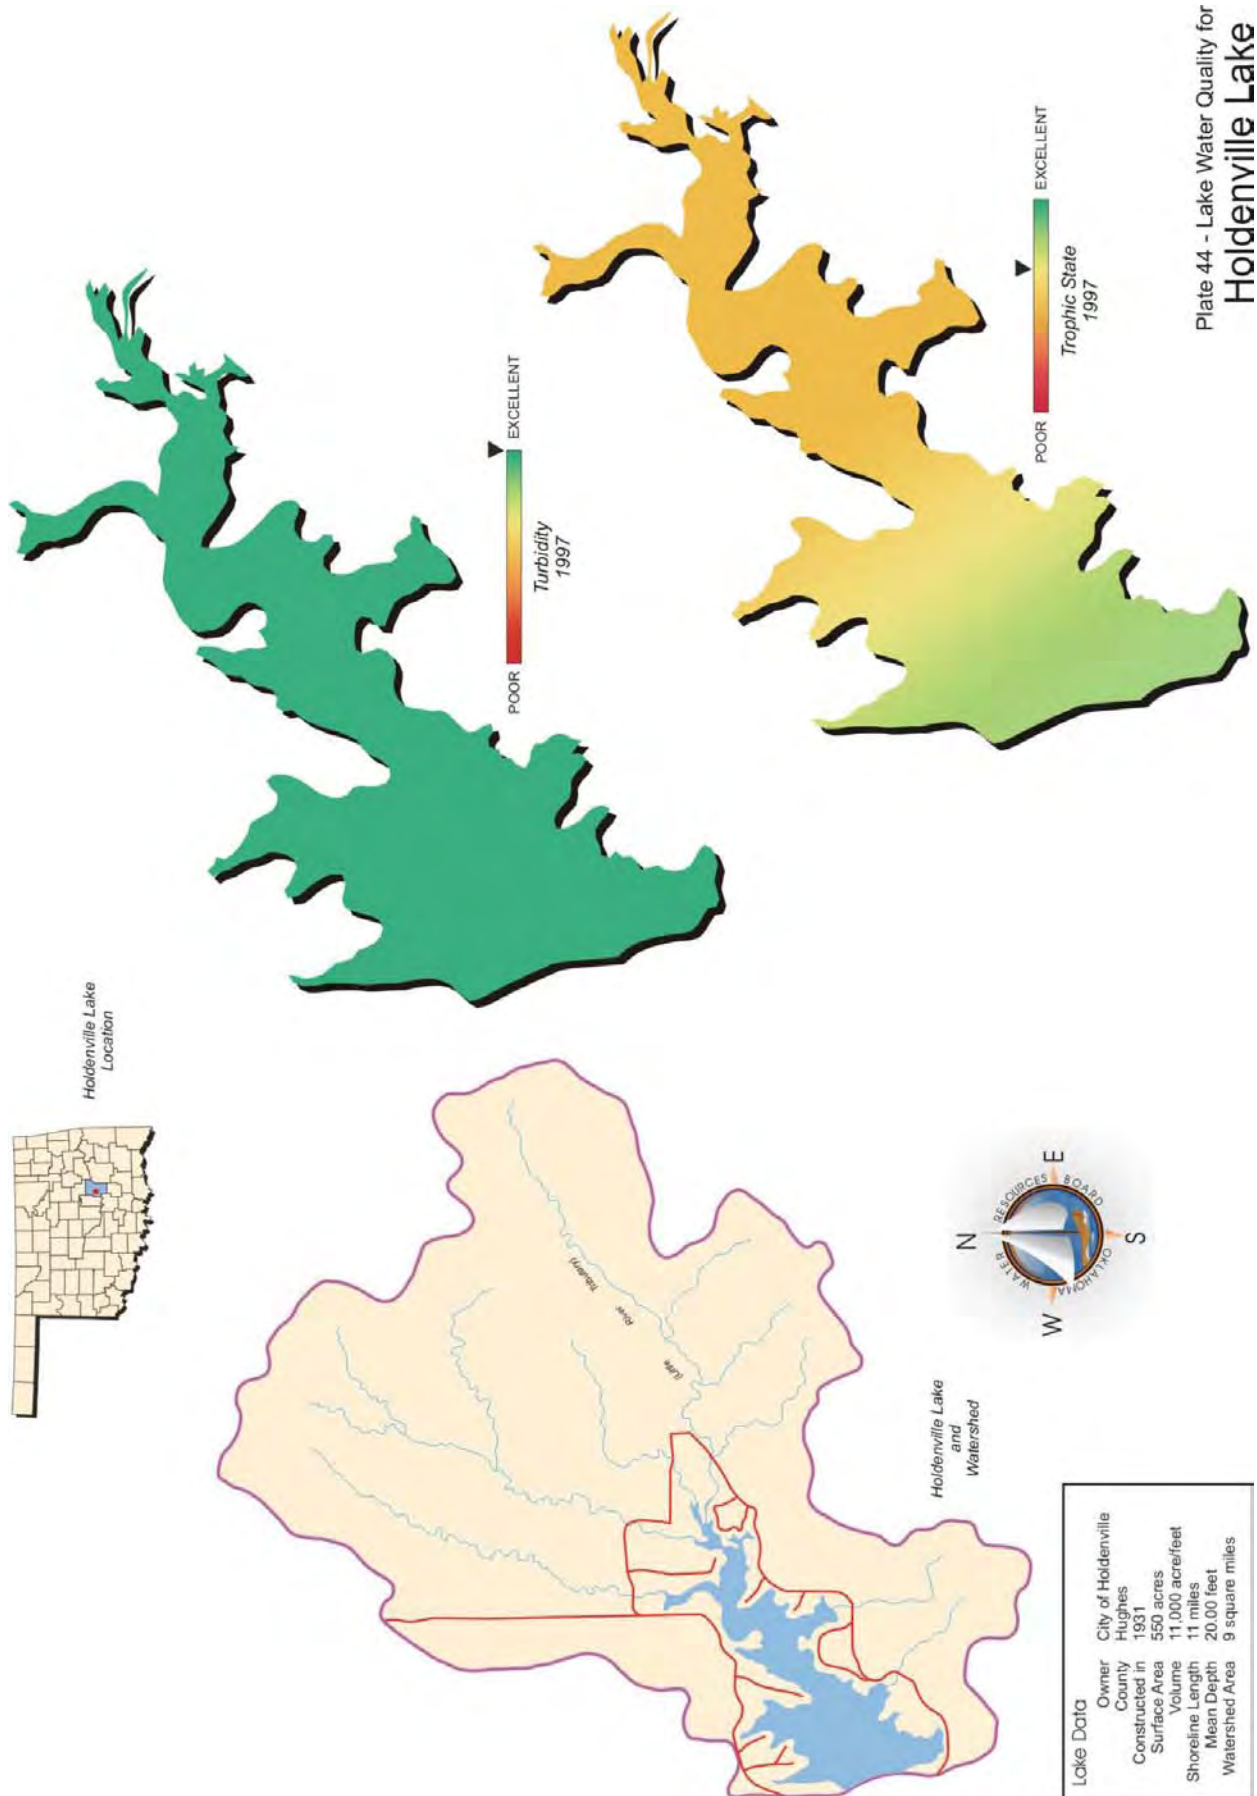 Plate 44 - Lake Water Quality for
Holdenville Lake
Holdenville Lake
Location
POOR
EXCELLENT
Turbidity
1997
POOR
EXCELLENT
Trophic State
1997
(Little River Tributary)
Holdenville Lake
and
Watershed
N
W
E
S
OKLAHOMA WATER RESOURCES BOARD
Lake Data
Owner City of Holdenville
County Hughes
Constructed in 1931
Surface Area 550 acres
Volume 11,000 acre/feet
Shoreline Length 11 miles
Mean Depth 20.00 feet
Watershed Area 9 square miles